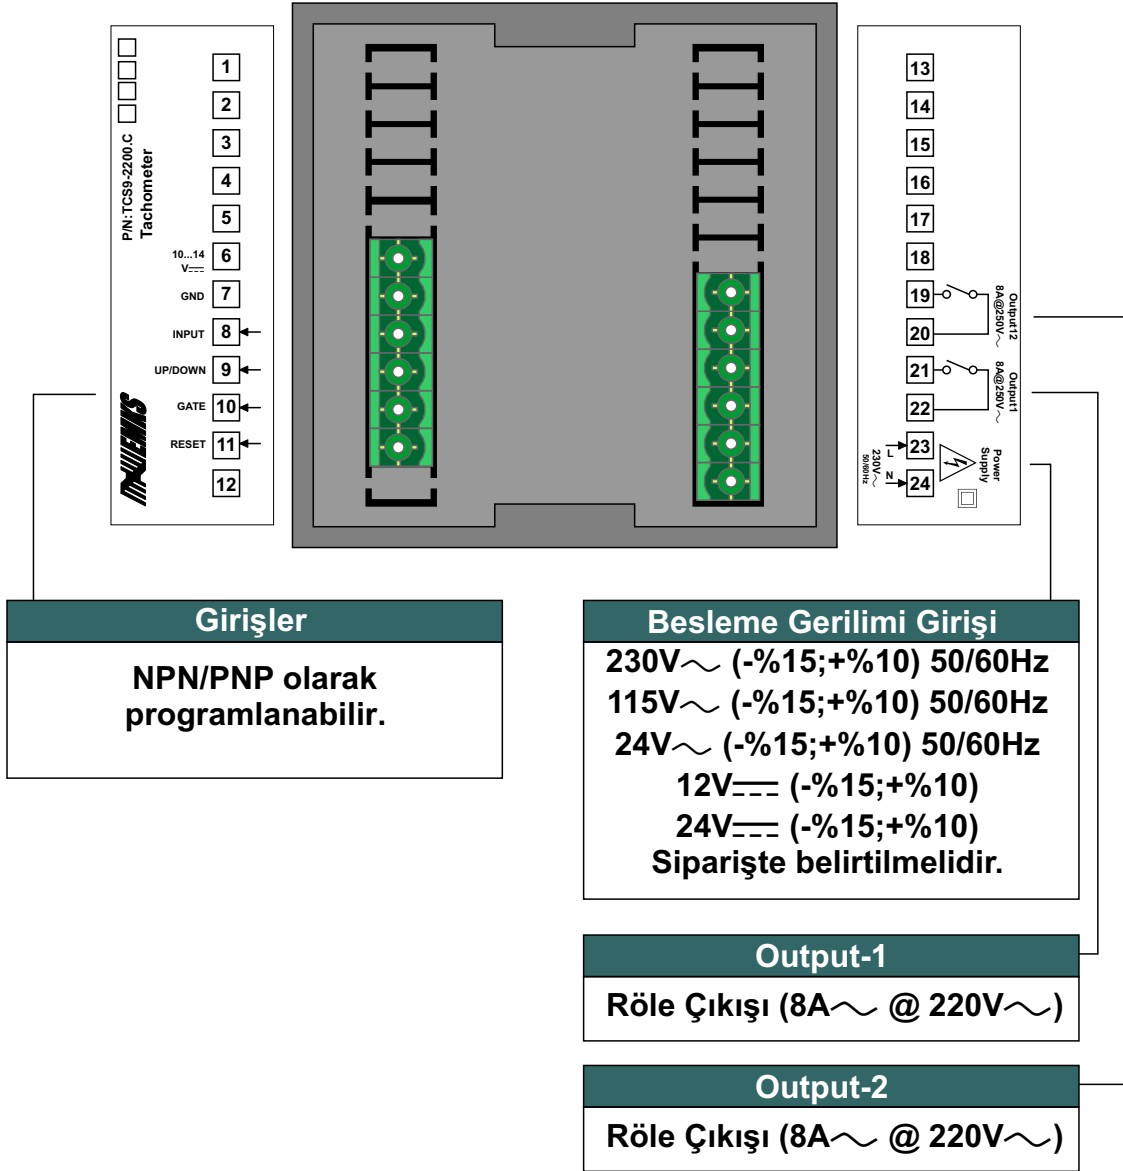 P/N:TCS9-2200.C
Tachometer
1
2
3
4
5
10...14
V
6
GND 7
INPUT 8
UP/DOWN 9
GATE 10
RESET 11
12
13
14
15
16
17
18
19
20
Output12
8A@250V~
21
22
Output1
8A@250V~
23
L
24
N
230V~
50/60Hz
Power
Supply
Girişler
NPN/PNP olarak
programlanabilir.
Besleme Gerilimi Girişi
230V~ (-%15;+%10) 50/60Hz
115V~ (-%15;+%10) 50/60Hz
24V~ (-%15;+%10) 50/60Hz
12V⎓ (-%15;+%10)
24V⎓ (-%15;+%10)
Siparişte belirtilmelidir.
Output-1
Röle Çıkışı (8A~ @ 220V~)
Output-2
Röle Çıkışı (8A~ @ 220V~)